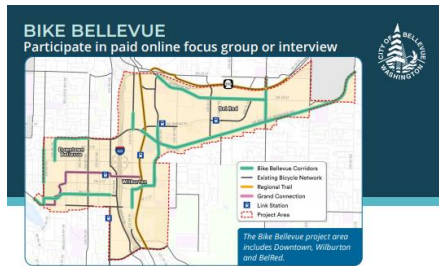 BIKE BELLEVUE
Participate in paid online focus group or interview
CITY OF BELLEVUE
WASHINGTON
Bel Red
Downtown
Bellevue
Wilburton
Bike Bellevue Corridors
Existing Bicycle Network
Regional Trail
Grand Connection
Link Station
Project Area
The Bike Bellevue project area
includes Downtown, Wilburton
and BelRed.